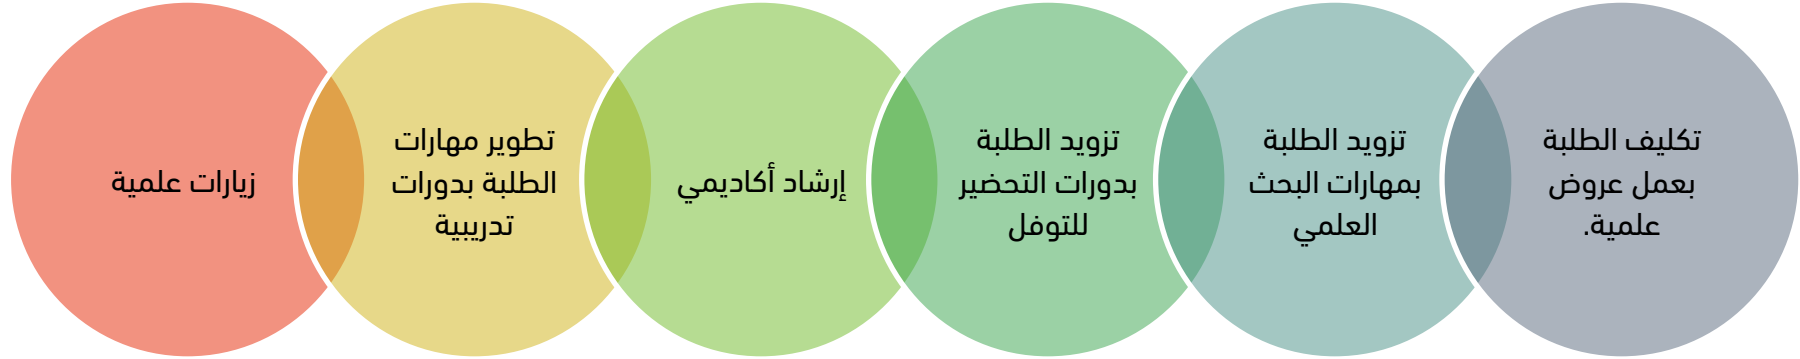 تكليف الطلبة
بعمل عروض
علمية.
تزويد الطلبة
بمهارات البحث
العلمي
تزويد الطلبة
بدورات التحضير
للتوفل
إرشاد أكاديمي
تطوير مهارات
الطلبة بدورات
تدريبية
زيارات علمية